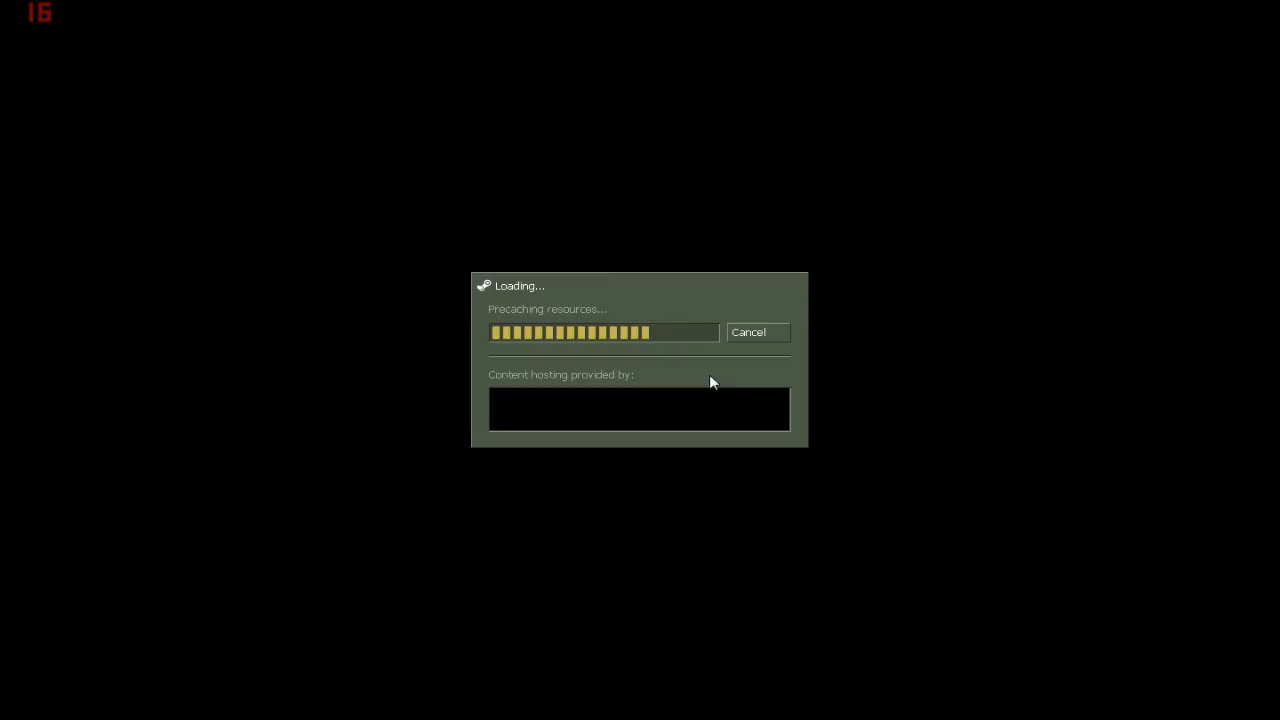 16
Loading...
Precaching resources...
Cancel
Content hosting provided by: